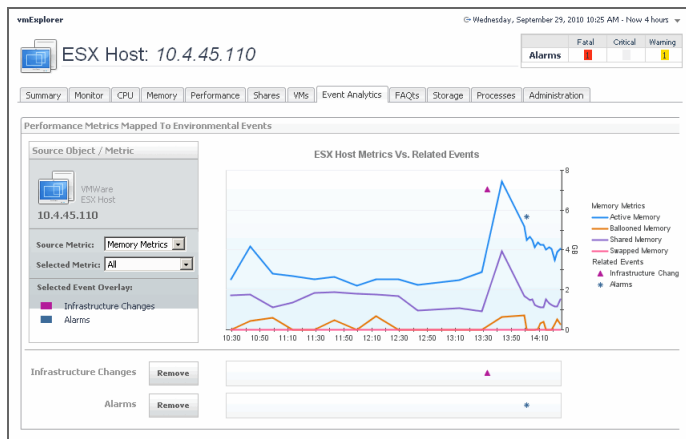 vmExplorer
Wednesday, September 29, 2010 10:25 AM - Now 4 hours
ESX Host: 10.4.45.110
Fatal Critical Warning
Alarms 1 1
Summary Monitor CPU Memory Performance Shares VMs Event Analytics FAQts Storage Processes Administration
Performance Metrics Mapped To Environmental Events
Source Object / Metric
VMWare
ESX Host
10.4.45.110
Source Metric: Memory Metrics
Selected Metric: All
Selected Event Overlay:
Infrastructure Changes
Alarms
ESX Host Metrics Vs. Related Events
8
6
4
2
0
GB
10:30 10:50 11:10 11:30 11:50 12:10 12:30 12:50 13:10 13:30 13:50 14:10
Memory Metrics
Active Memory
Ballooned Memory
Shared Memory
Swapped Memory
Related Events
Infrastructure Chang
Alarms
Infrastructure Changes Remove
Alarms Remove